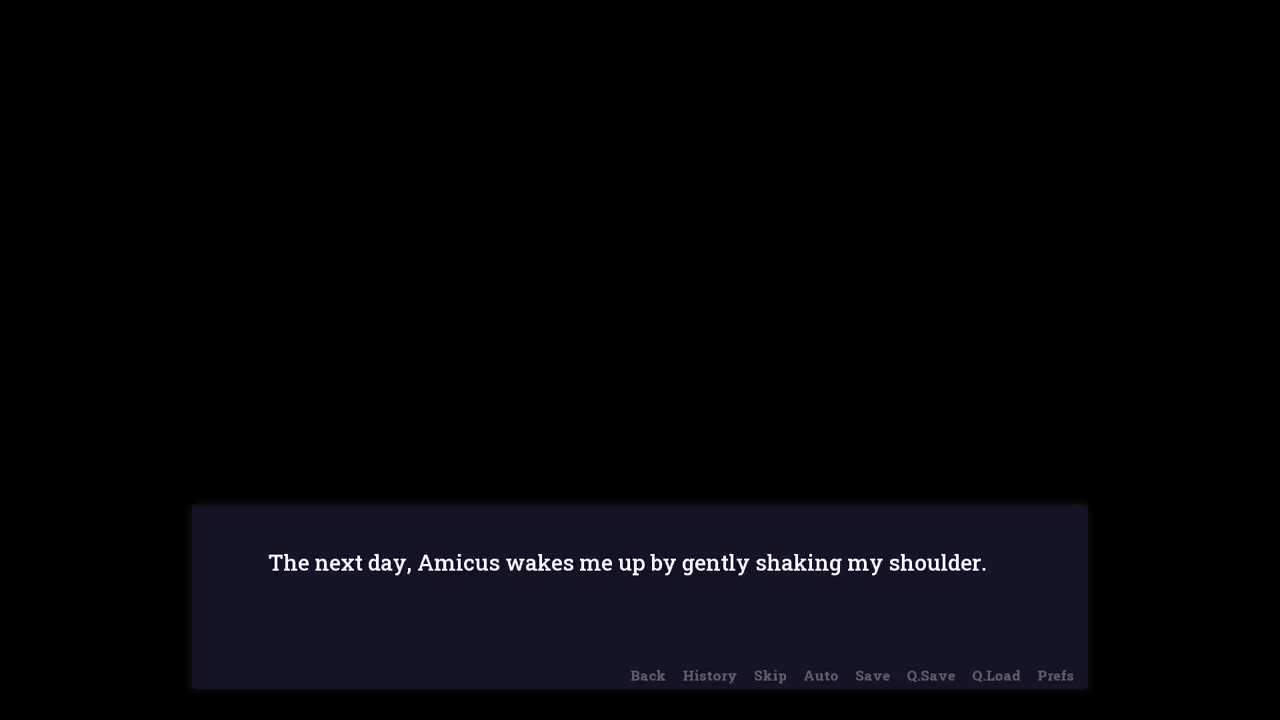 The next day, Amicus wakes me up by gently shaking my shoulder.
Back History Skip Auto Save Q.Save Q.Load Prefs